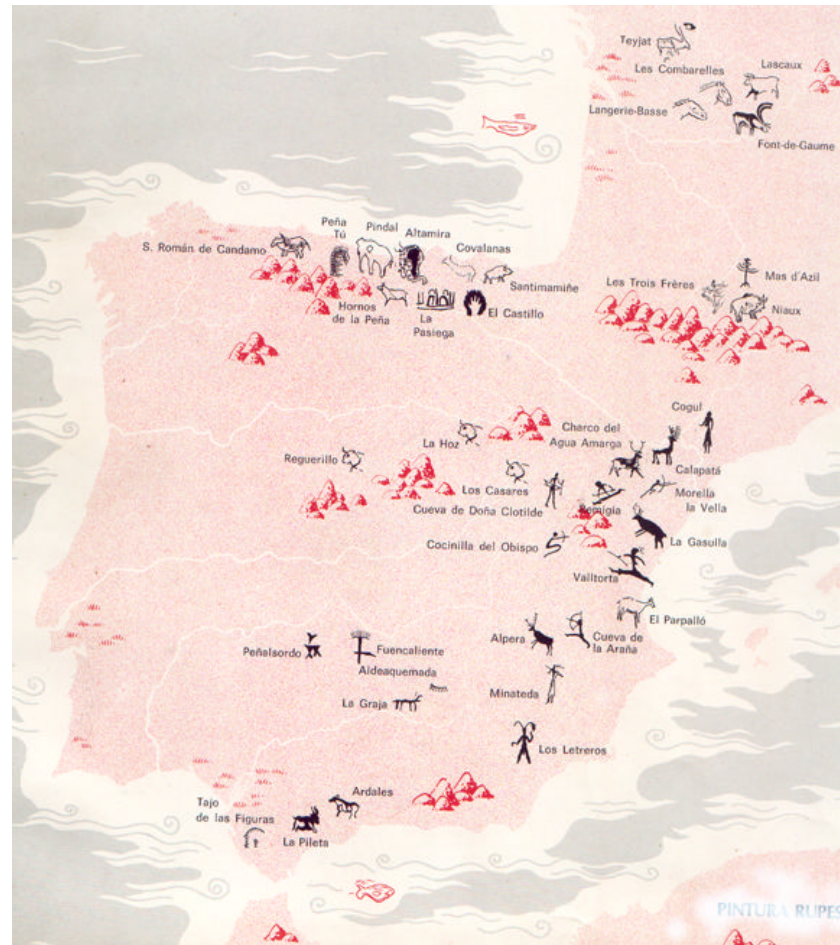 Teyjat
Les Combarelles
Lascaux
Langerie-Basse
Font-de-Gaume
S. Román de Candamo
Peña
Tú
Pindal
Altamira
Covalanas
Santimamiñe
Hornos
de la Peña
La
Pasiega
El Castillo
Les Trois Frères
Mas d'Azil
Niaux
Cogul
Charco del
Agua Amarga
Calapatá
La Hoz
Reguerillo
Los Casares
Cueva de Doña Clotilde
Remigia
Morella
la Vella
Cocinilla del Obispo
La Gasulla
Valltorta
El Parpalló
Peñalsordo
Fuencaliente
Aldeaquemada
Alpera
Cueva de
la Araña
La Graja
Minateda
Los Letreros
Ardales
Tajo
de las Figuras
La Pileta
PINTURA RUPES